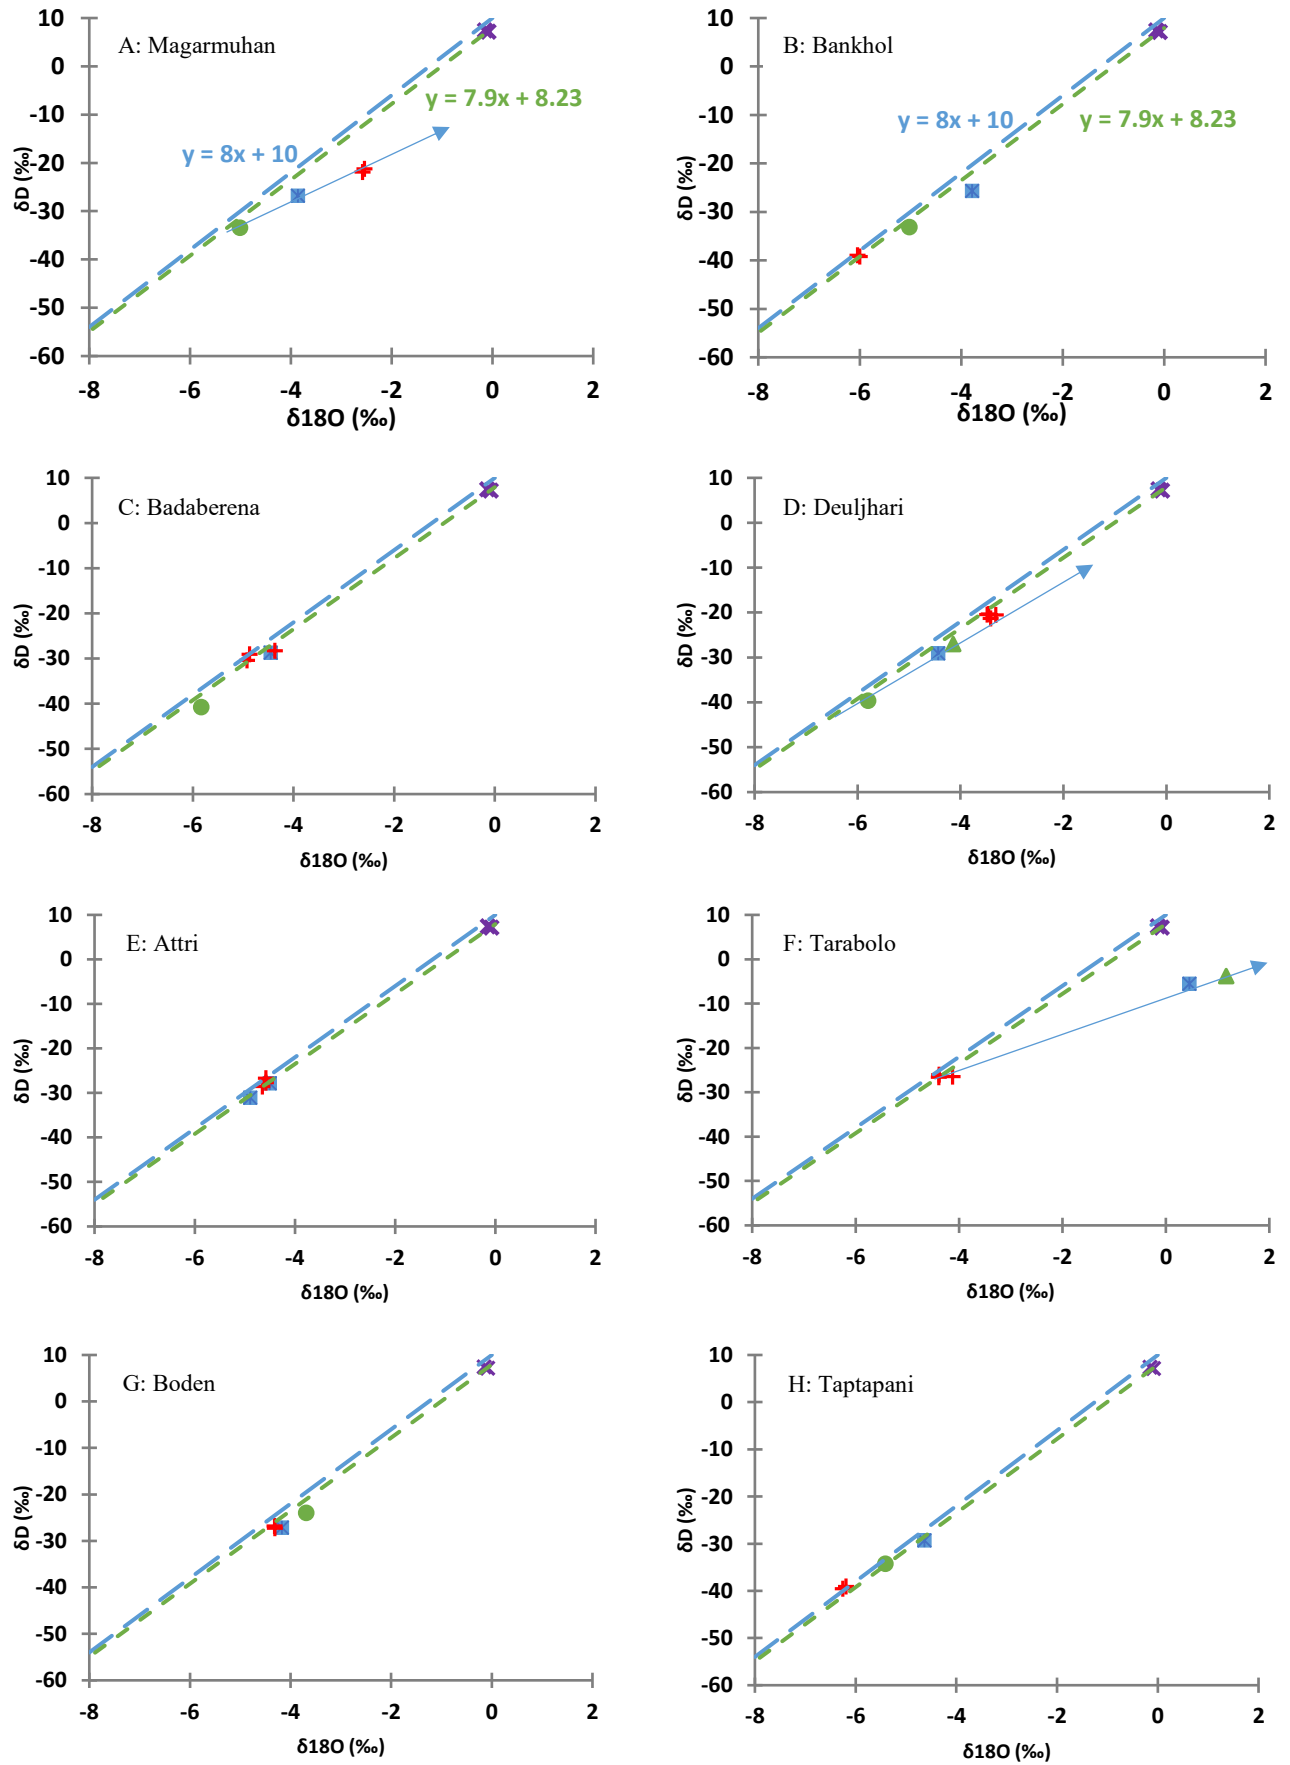 A: Magarmuhan
10
0
-10
-20
-30
-40
-50
-60
δD (‰)
y = 7.9x + 8.23
y = 8x + 10
-8 -6 -4 -2 0 2
δ18O (‰)
B: Bankhol
10
0
-10
-20
-30
-40
-50
-60
δD (‰)
y = 8x + 10
y = 7.9x + 8.23
-8 -6 -4 -2 0 2
δ18O (‰)
C: Badaberena
10
0
-10
-20
-30
-40
-50
-60
δD (‰)
-8 -6 -4 -2 0 2
δ18O (‰)
D: Deuljhari
10
0
-10
-20
-30
-40
-50
-60
δD (‰)
-8 -6 -4 -2 0 2
δ18O (‰)
E: Attri
10
0
-10
-20
-30
-40
-50
-60
δD (‰)
-8 -6 -4 -2 0 2
δ18O (‰)
F: Tarabolo
10
0
-10
-20
-30
-40
-50
-60
δD (‰)
-8 -6 -4 -2 0 2
δ18O (‰)
G: Boden
10
0
-10
-20
-30
-40
-50
-60
δD (‰)
-8 -6 -4 -2 0 2
δ18O (‰)
H: Taptapani
10
0
-10
-20
-30
-40
-50
-60
δD (‰)
-8 -6 -4 -2 0 2
δ18O (‰)